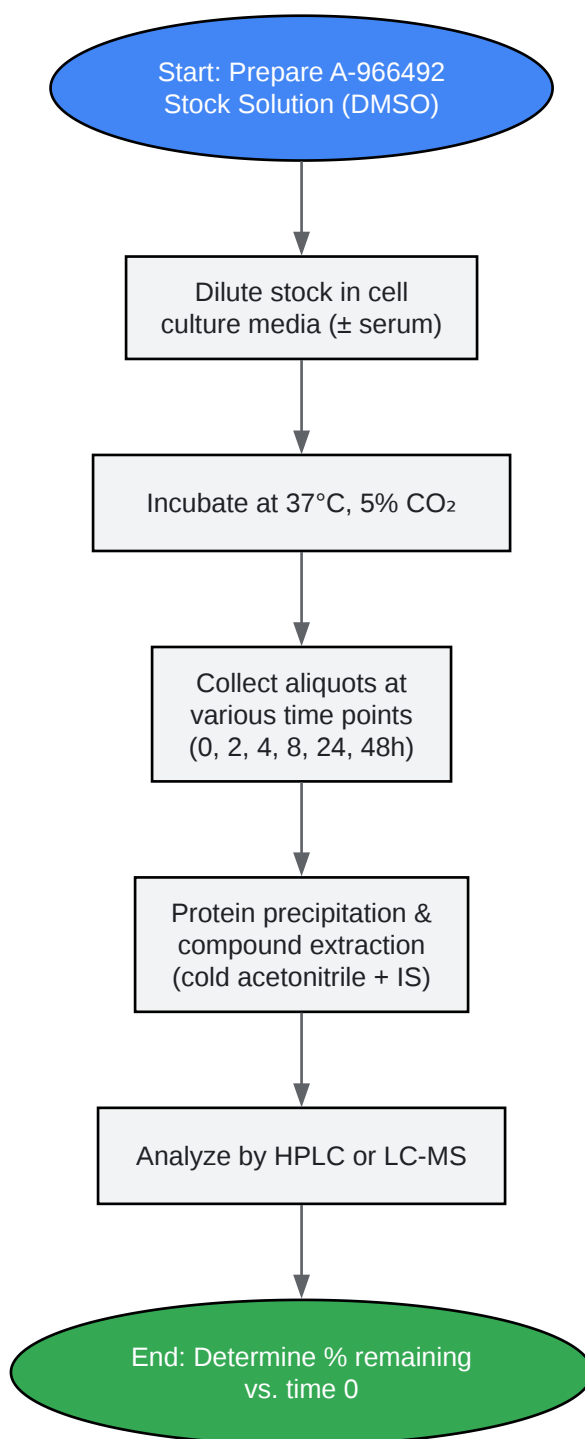 Start: Prepare A-966492
Stock Solution (DMSO)
Dilute stock in cell
culture media (± serum)
Incubate at 37°C, 5% CO₂
Collect aliquots at
various time points
(0, 2, 4, 8, 24, 48h)
Protein precipitation &
compound extraction
(cold acetonitrile + IS)
Analyze by HPLC or LC-MS
End: Determine % remaining
vs. time 0